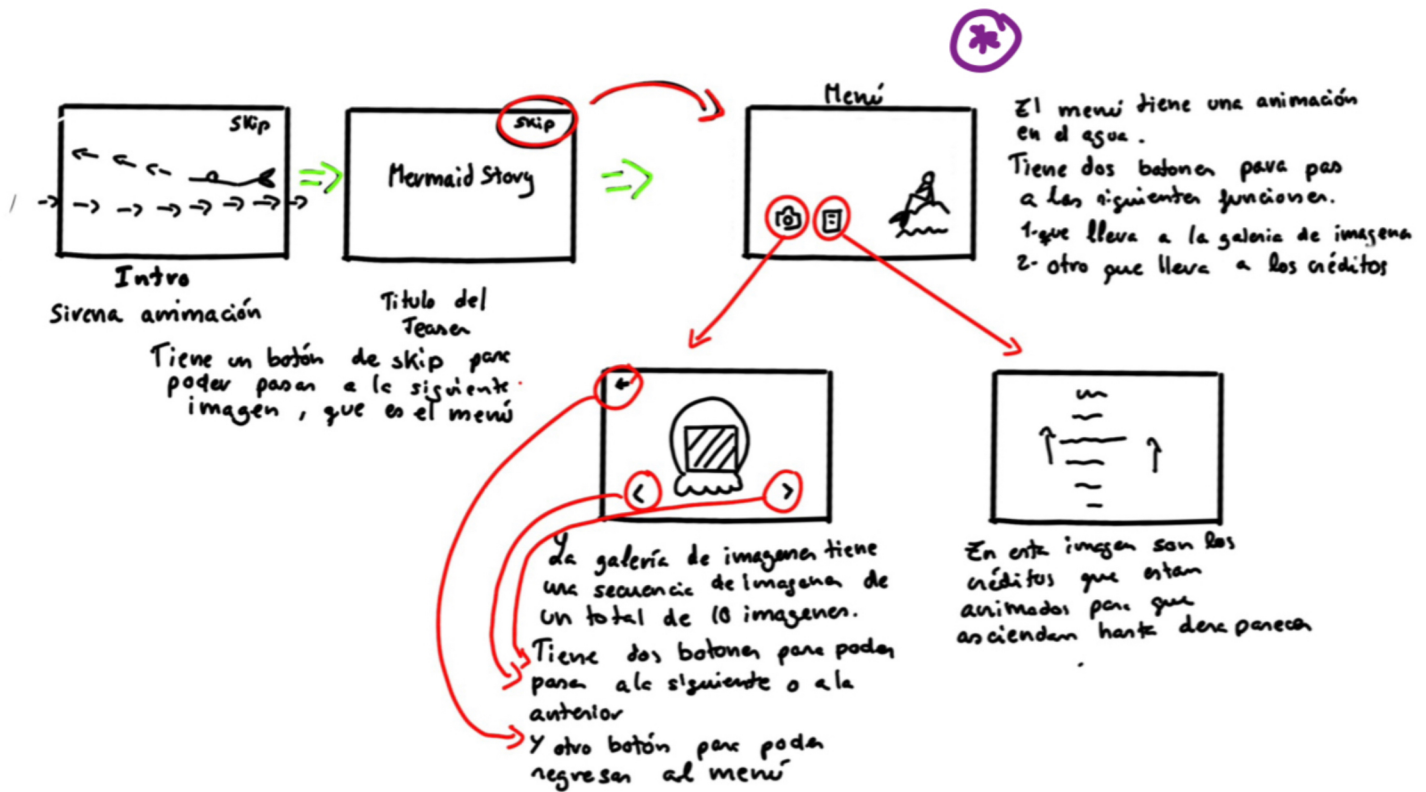 Skip
Intro
Sirena animación
Skip
Mermaid Story
Titulo del
Teaser
Tiene un botón de skip para
poder pasar a la siguiente
imagen, que es el menú
Menú
El menú tiene una animación
en el agua.
Tiene dos botones para pas
a las siguientes funciones.
1-que lleva a la galeria de imagena
2- otro que lleva a los créditos
La galería de imagenes tiene
una secuencia de imagenes de
un total de 10 imagenes.
Tiene dos botones para poder
pasar a la siguiente o a la
anterior
Y otro botón para poder
regresar al menú
En esta imagen son los
créditos que estan
animados para que
asciendan hasta desaparecer